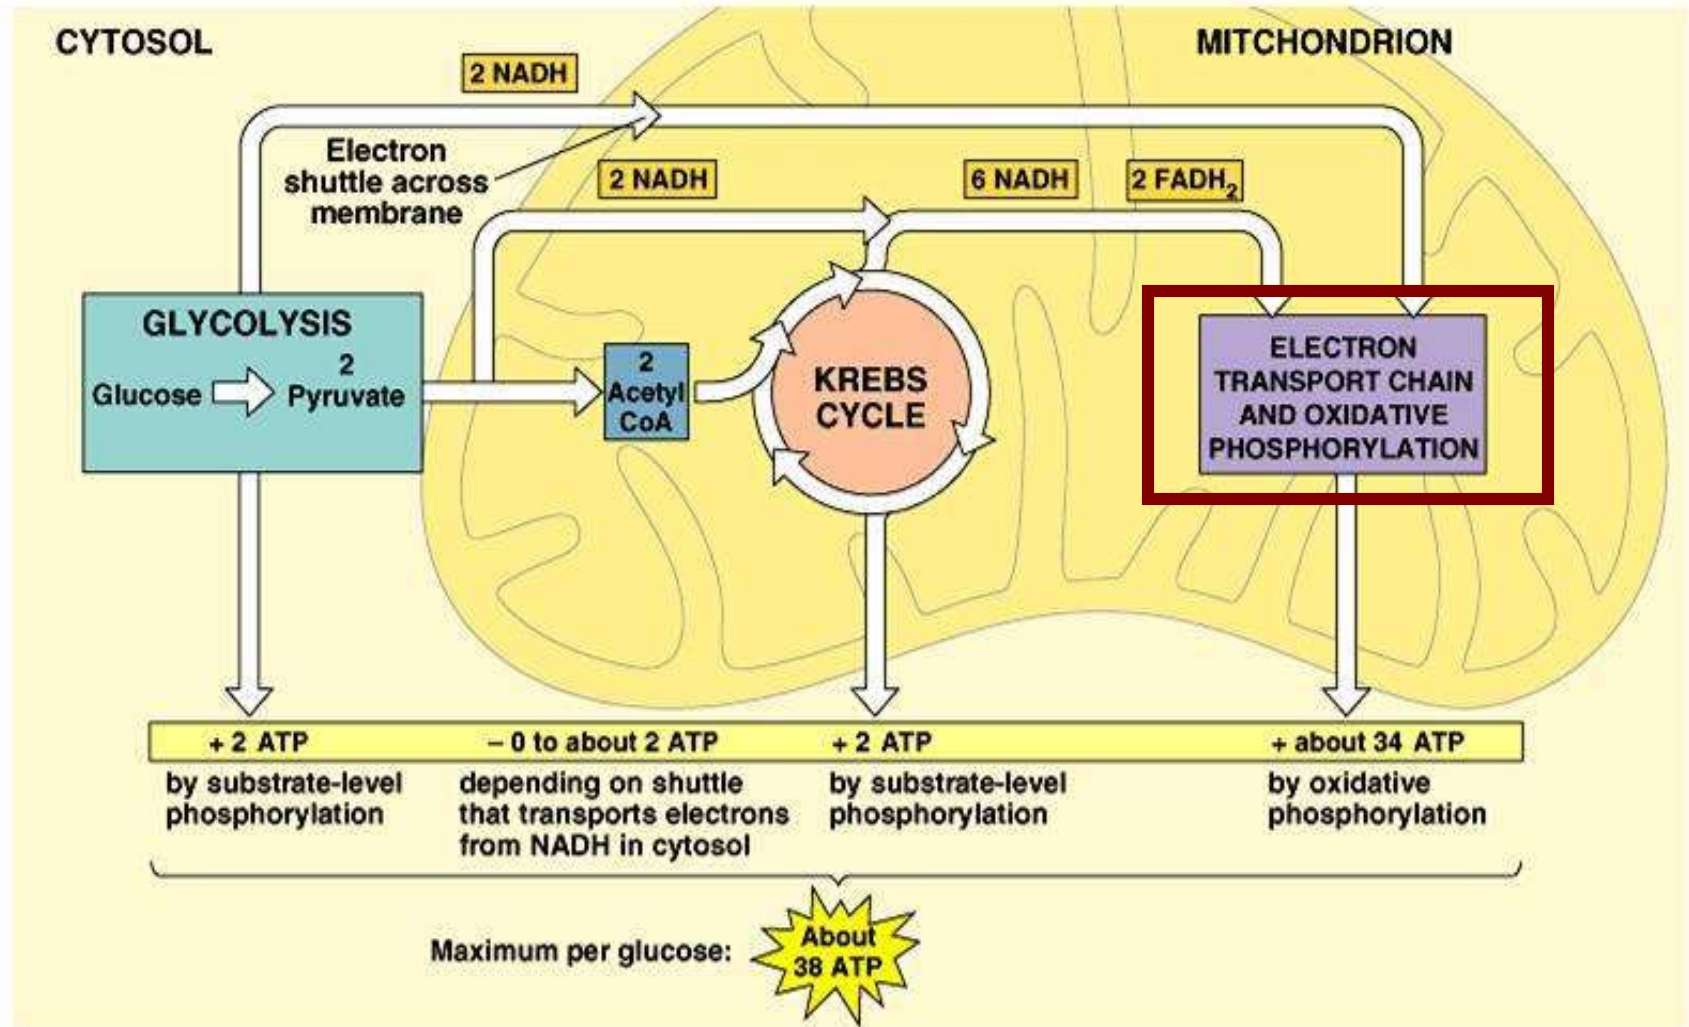 CYTOSOL
MITCHONDRION
2 NADH
Electron
shuttle across
membrane
2 NADH
6 NADH
2 FADH₂
GLYCOLYSIS
2
Glucose
Pyruvate
2
Acetyl
CoA
KREBS
CYCLE
ELECTRON
TRANSPORT CHAIN
AND OXIDATIVE
PHOSPHORYLATION
+ 2 ATP
by substrate-level
phosphorylation
– 0 to about 2 ATP
depending on shuttle
that transports electrons
from NADH in cytosol
+ 2 ATP
by substrate-level
phosphorylation
+ about 34 ATP
by oxidative
phosphorylation
Maximum per glucose:
About
38 ATP